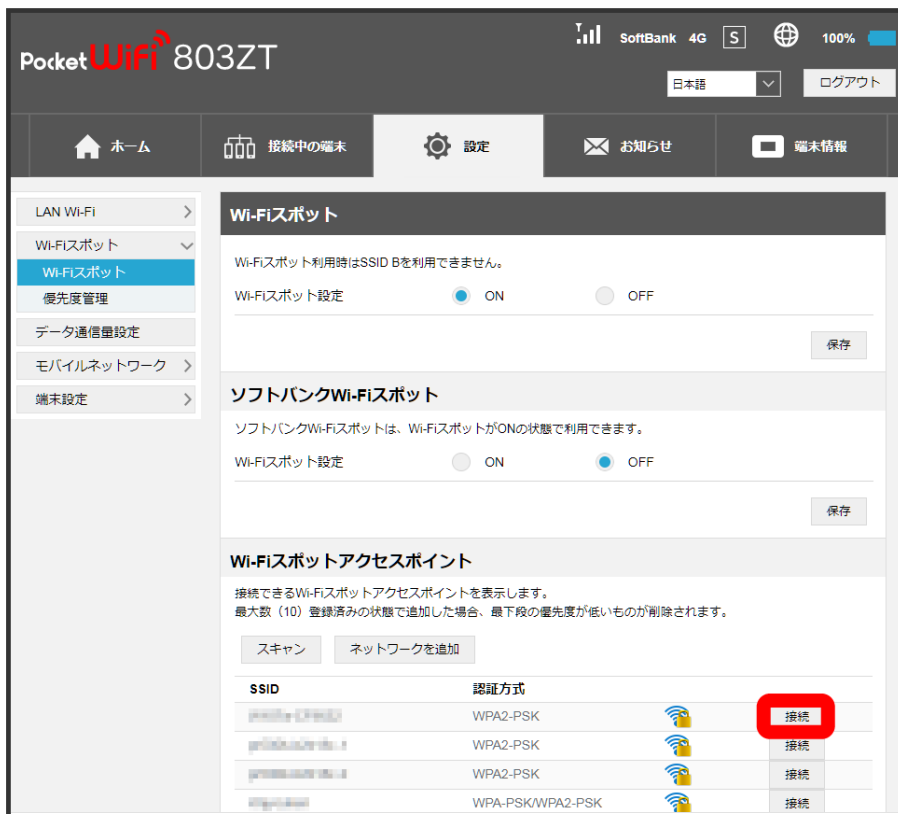 SoftBank 4G S 100%
Pocket WiFi 803ZT
日本語 ログアウト
ホーム 接続中の端末 設定 お知らせ 端末情報
LAN Wi-Fi
Wi-Fiスポット
Wi-Fiスポット
優先度管理
データ通信量設定
モバイルネットワーク
端末設定
Wi-Fiスポット
Wi-Fiスポット利用時はSSID Bを利用できません。
Wi-Fiスポット設定 ON OFF
保存
ソフトバンクWi-Fiスポット
ソフトバンクWi-Fiスポットは、Wi-FiスポットがONの状態で利用できます。
Wi-Fiスポット設定 ON OFF
保存
Wi-Fiスポットアクセスポイント
接続できるWi-Fiスポットアクセスポイントを表示します。
最大数（10）登録済みの状態で追加した場合、最下段の優先度が低いものが削除されます。
スキャン ネットワークを追加
SSID 認証方式
WPA2-PSK 接続
WPA2-PSK 接続
WPA2-PSK 接続
WPA-PSK/WPA2-PSK 接続